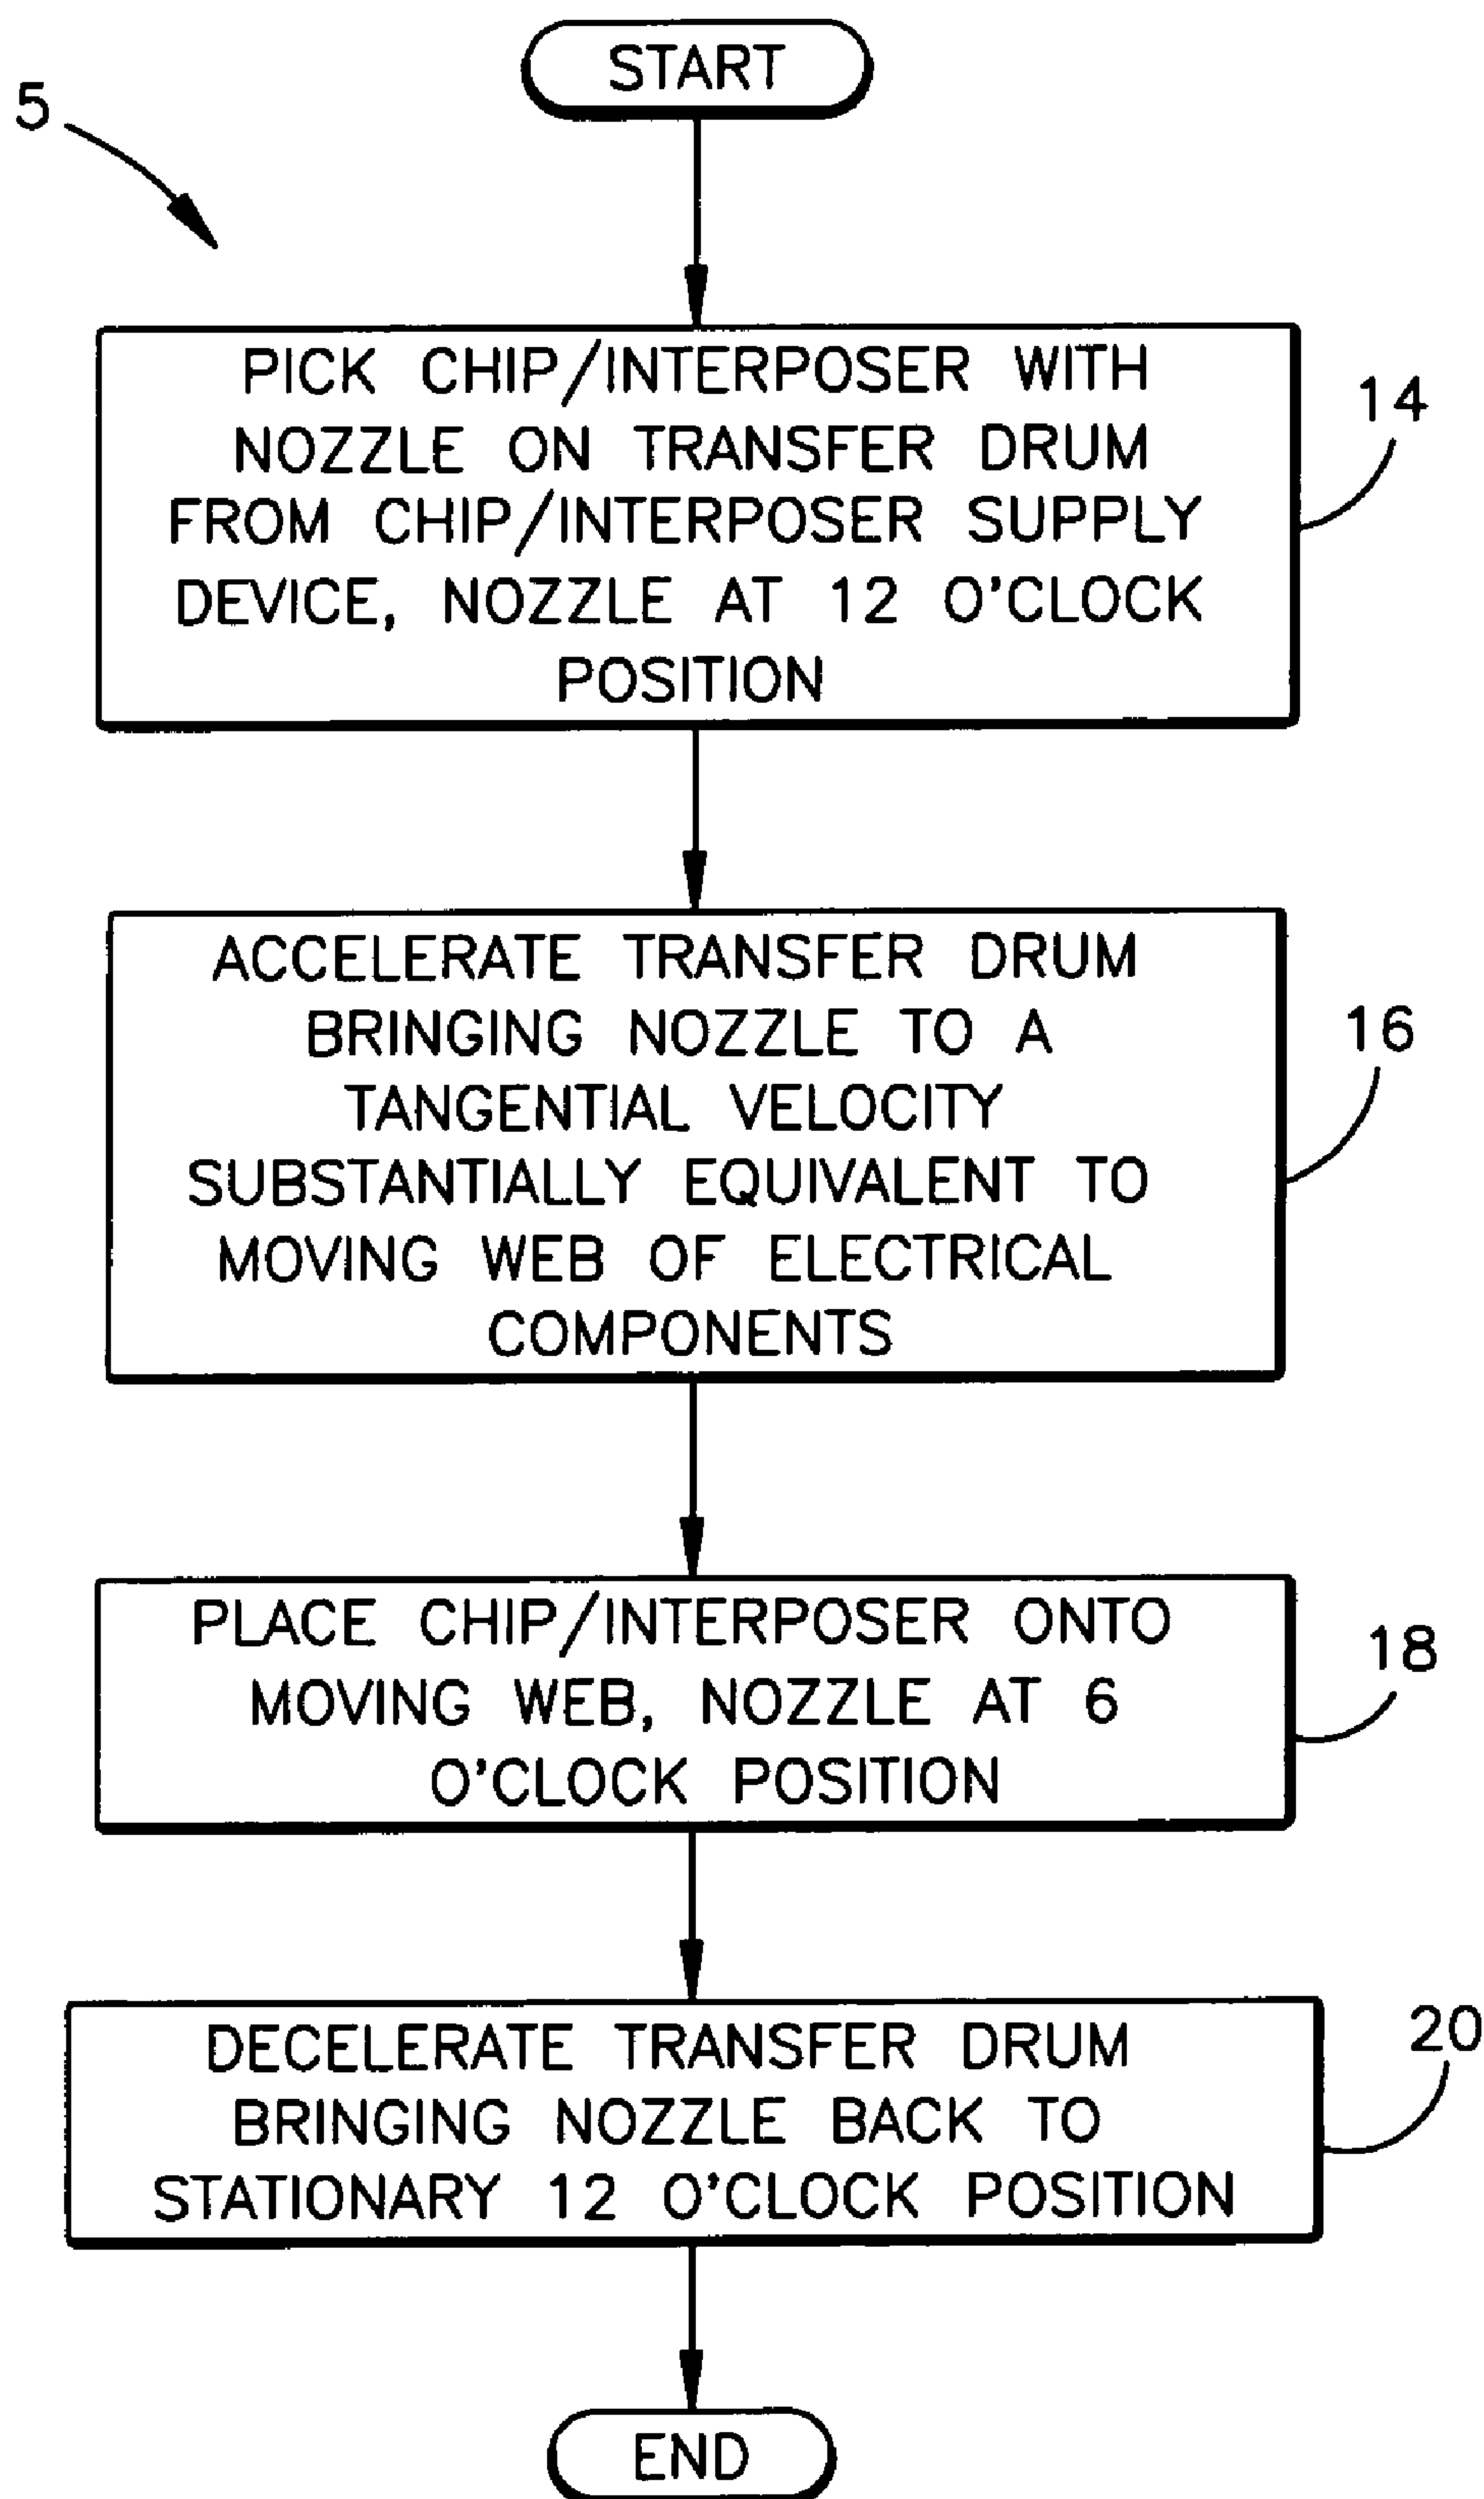 START
5
PICK CHIP/INTERPOSER WITH
NOZZLE ON TRANSFER DRUM
FROM CHIP/INTERPOSER SUPPLY
DEVICE, NOZZLE AT 12 O'CLOCK
POSITION
14
ACCELERATE TRANSFER DRUM
BRINGING NOZZLE TO A
TANGENTIAL VELOCITY
SUBSTANTIALLY EQUIVALENT TO
MOVING WEB OF ELECTRICAL
COMPONENTS
16
PLACE CHIP/INTERPOSER ONTO
MOVING WEB, NOZZLE AT 6
O'CLOCK POSITION
18
DECELERATE TRANSFER DRUM
BRINGING NOZZLE BACK TO
STATIONARY 12 O'CLOCK POSITION
20
END